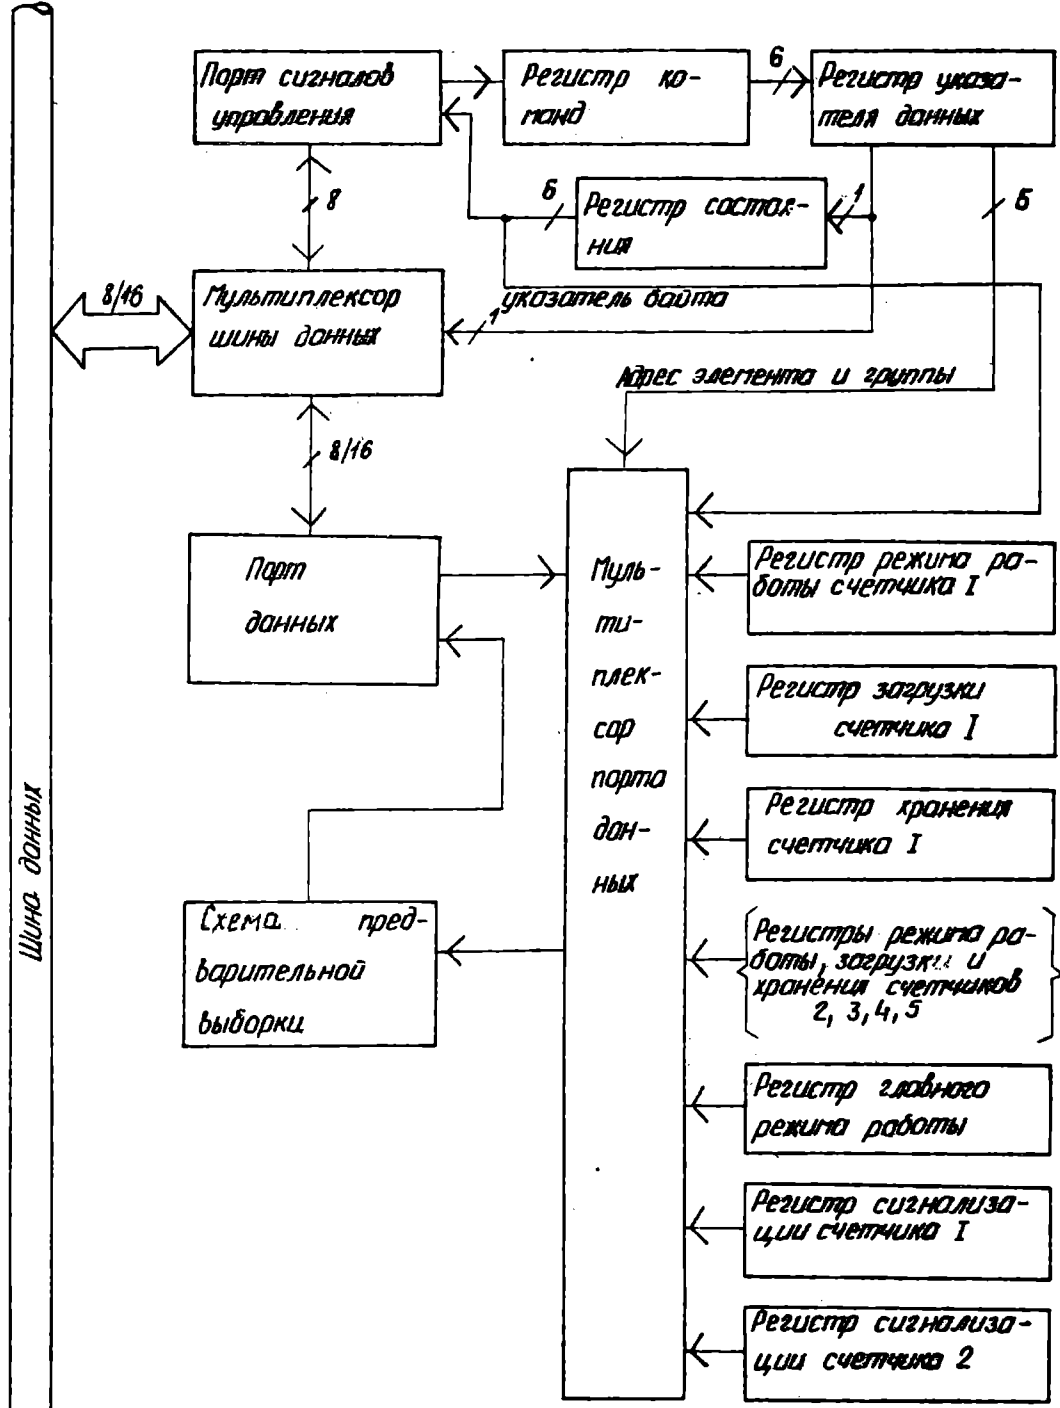 Шина данных
Порт сигналов
управления
Регистр ко-
манд
6
Регистр указа-
теля данных
8
6
Регистр состоя-
ния
1
5
8/16
Мультиплексор
шины данных
указатель байта
1
Адрес элемента и группы
8/16
Порт
данных
Муль-
ти-
плек-
сор
порта
дан-
ных
Регистр режима ра-
боты счетчика I
Регистр загрузки
счетчика I
Регистр хранения
счетчика I
Схема пред-
варительной
выборки
Регистры режима ра-
боты, загрузки и
хранения счетчиков
2, 3, 4, 5
Регистр главного
режима работы
Регистр сигнализа-
ции счетчика I
Регистр сигнализа-
ции счетчика 2